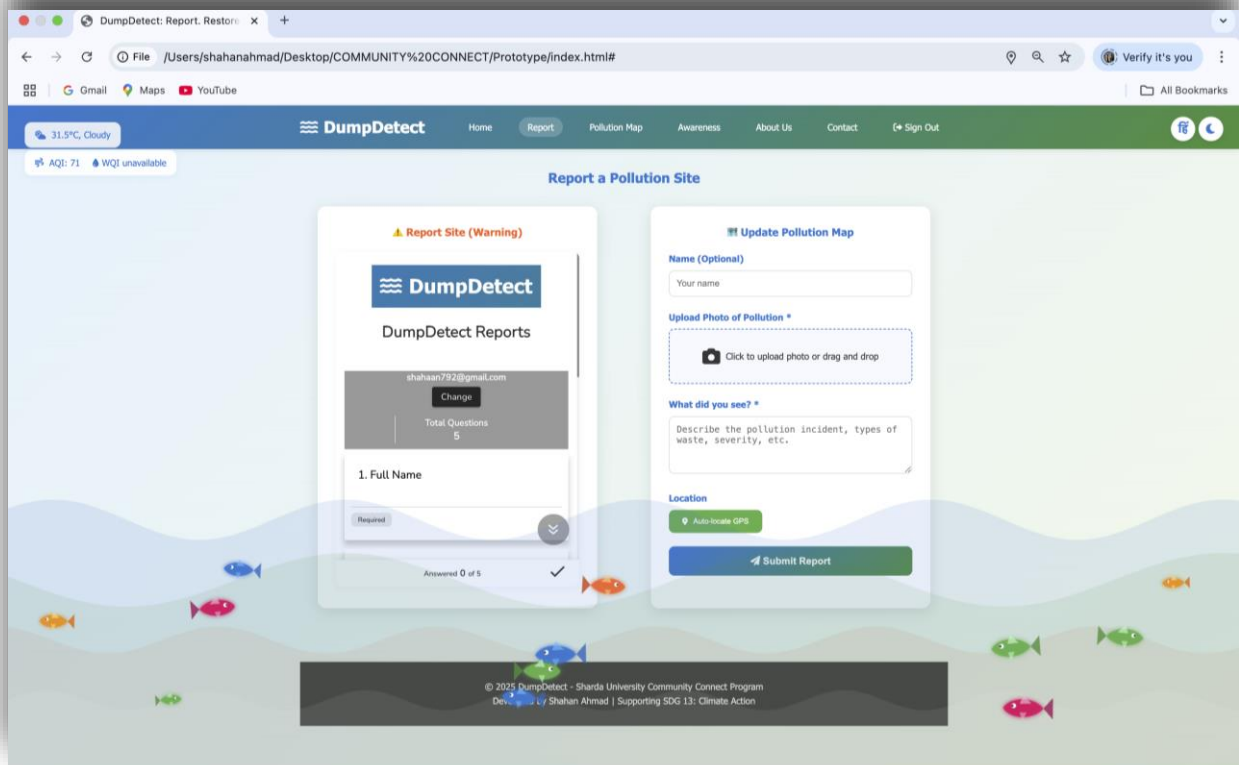 DumpDetect: Report. Restore
File /Users/shahanahmad/Desktop/COMMUNITY%20CONNECT/Prototype/index.html#
Verify it's you
Gmail Maps YouTube
All Bookmarks
31.5°C, Cloudy
DumpDetect Home Report Pollution Map Awareness About Us Contact Sign Out
हिं
AQI: 71 WQI unavailable
Report a Pollution Site
Report Site (Warning)
DumpDetect
DumpDetect Reports
shahaan792@gmail.com
Change
Total Questions
5
1. Full Name
Required
Answered 0 of 5
Update Pollution Map
Name (Optional)
Your name
Upload Photo of Pollution *
Click to upload photo or drag and drop
What did you see? *
Describe the pollution incident, types of
waste, severity, etc.
Location
Auto-locate GPS
Submit Report
© 2025 DumpDetect - Sharda University Community Connect Program
by Shahan Ahmad | Supporting SDG 13: Climate Action